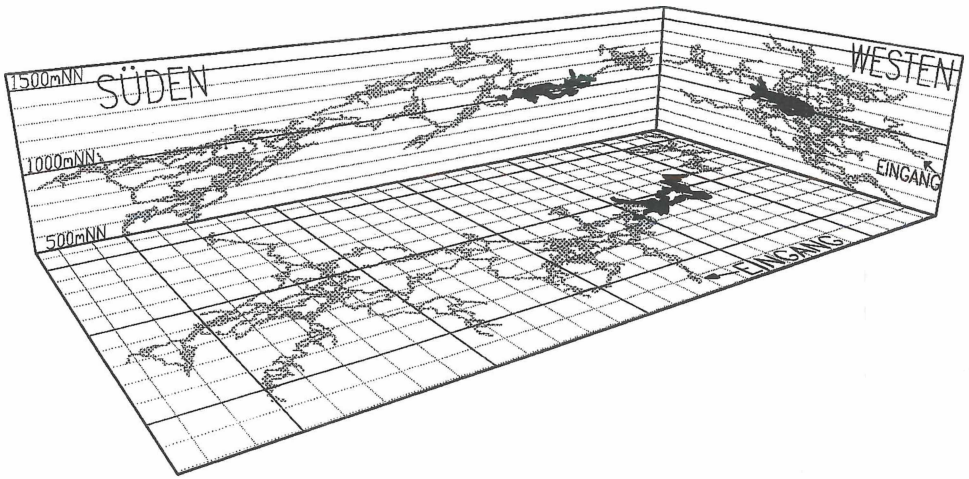 1500mNN
SÜDEN
WESTEN
1000mNN
EINGANG
500mNN
EINGANG